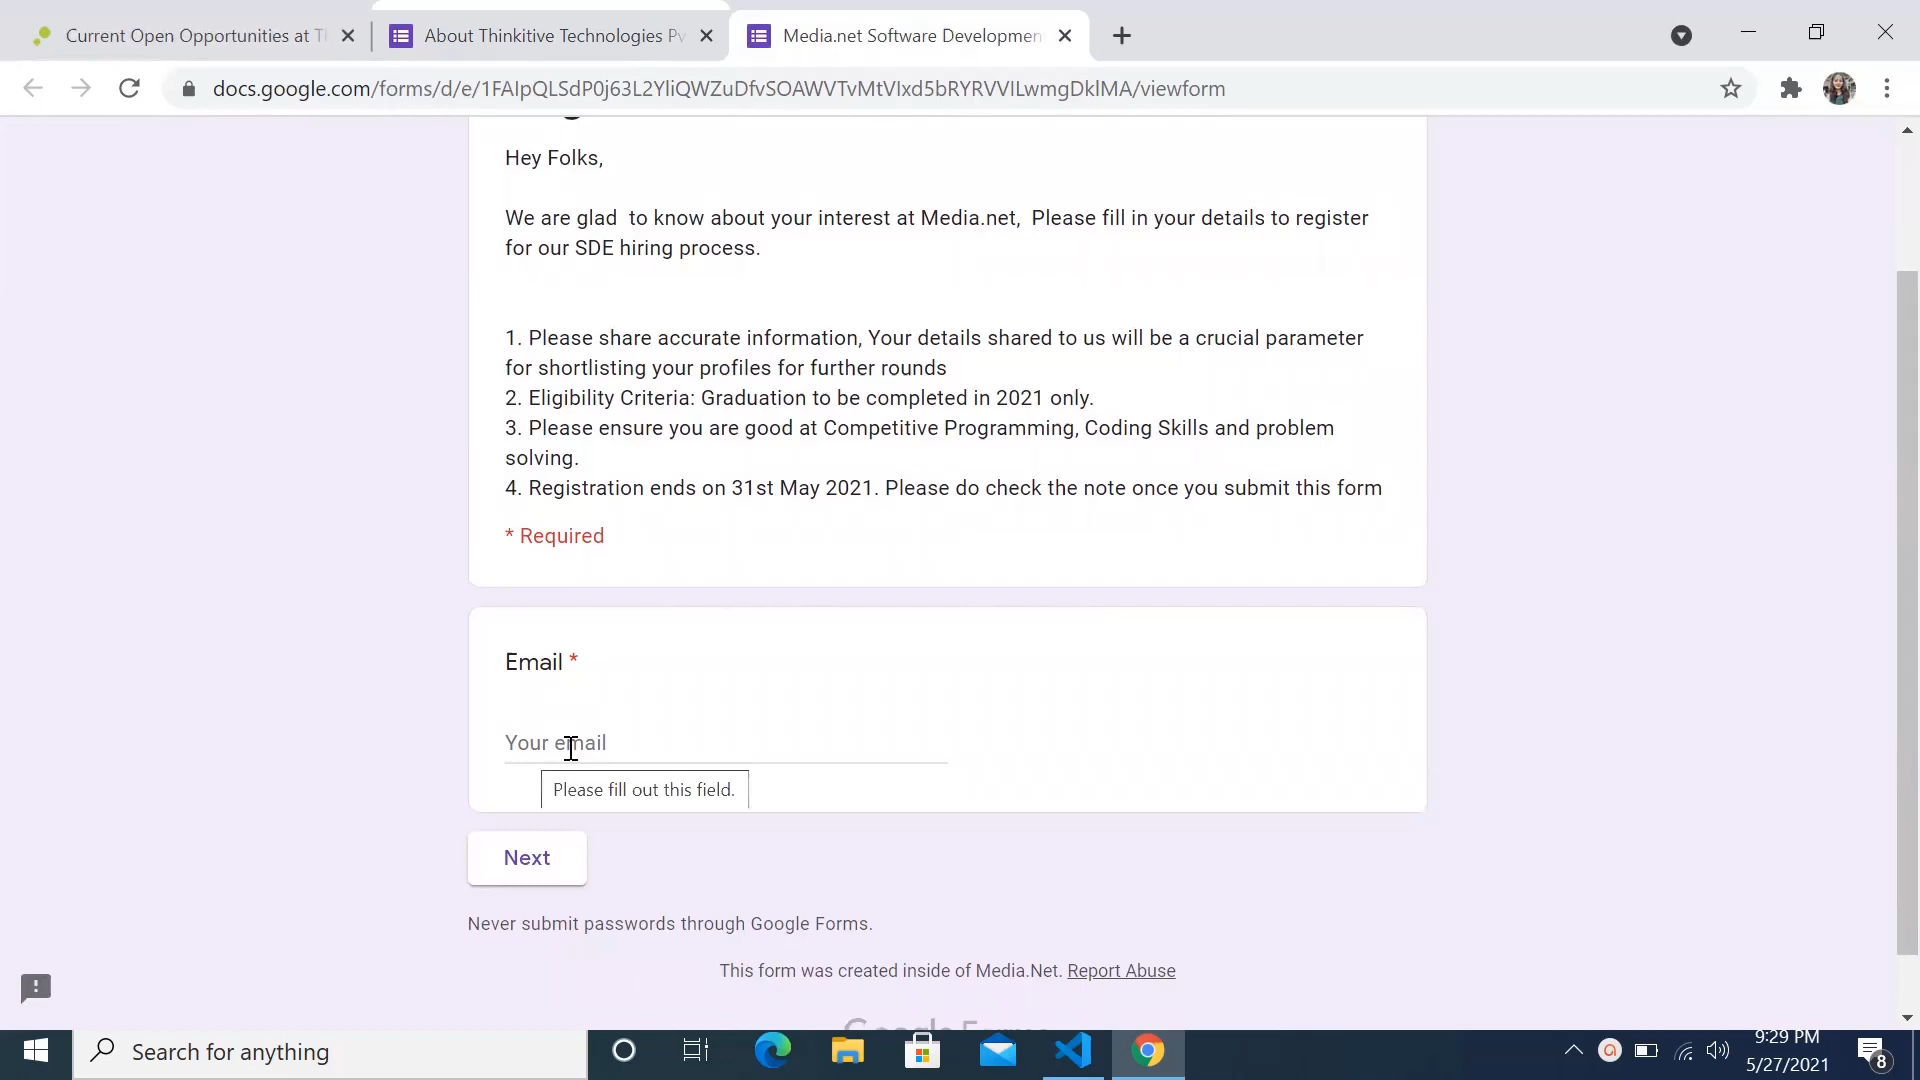 Current Open Opportunities at Th
About Thinkitive Technologies Pv
Media.net Software Developmen
docs.google.com/forms/d/e/1FAIpQLSdP0j63L2YliQWZuDfvSOAWVTvMtVIxd5bRYRVVILwmgDklMA/viewform
Hey Folks,
We are glad  to know about your interest at Media.net,  Please fill in your details to register
for our SDE hiring process.
1. Please share accurate information, Your details shared to us will be a crucial parameter
for shortlisting your profiles for further rounds
2. Eligibility Criteria: Graduation to be completed in 2021 only.
3. Please ensure you are good at Competitive Programming, Coding Skills and problem
solving.
4. Registration ends on 31st May 2021. Please do check the note once you submit this form
* Required
Email *
Your email
Please fill out this field.
Next
Never submit passwords through Google Forms.
This form was created inside of Media.Net. Report Abuse
Google Forms
Search for anything
9:29 PM
5/27/2021
8